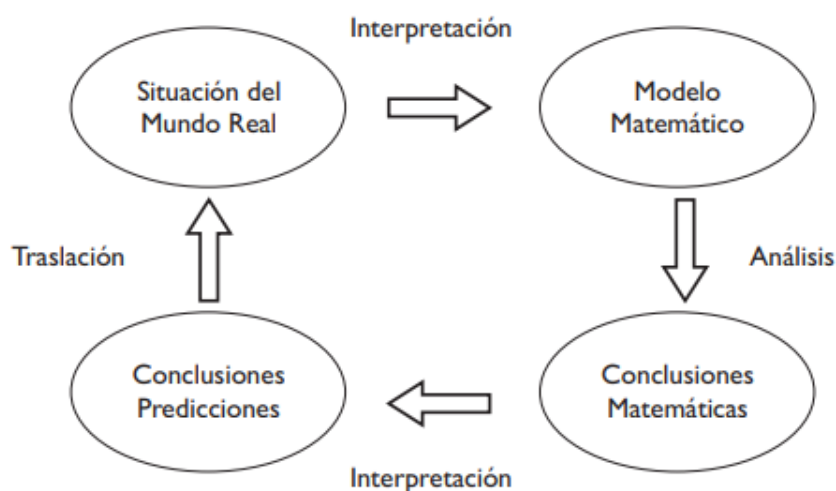 Interpretación
Situación del
Mundo Real
Modelo
Matemático
Traslación
Análisis
Conclusiones
Predicciones
Conclusiones
Matemáticas
Interpretación